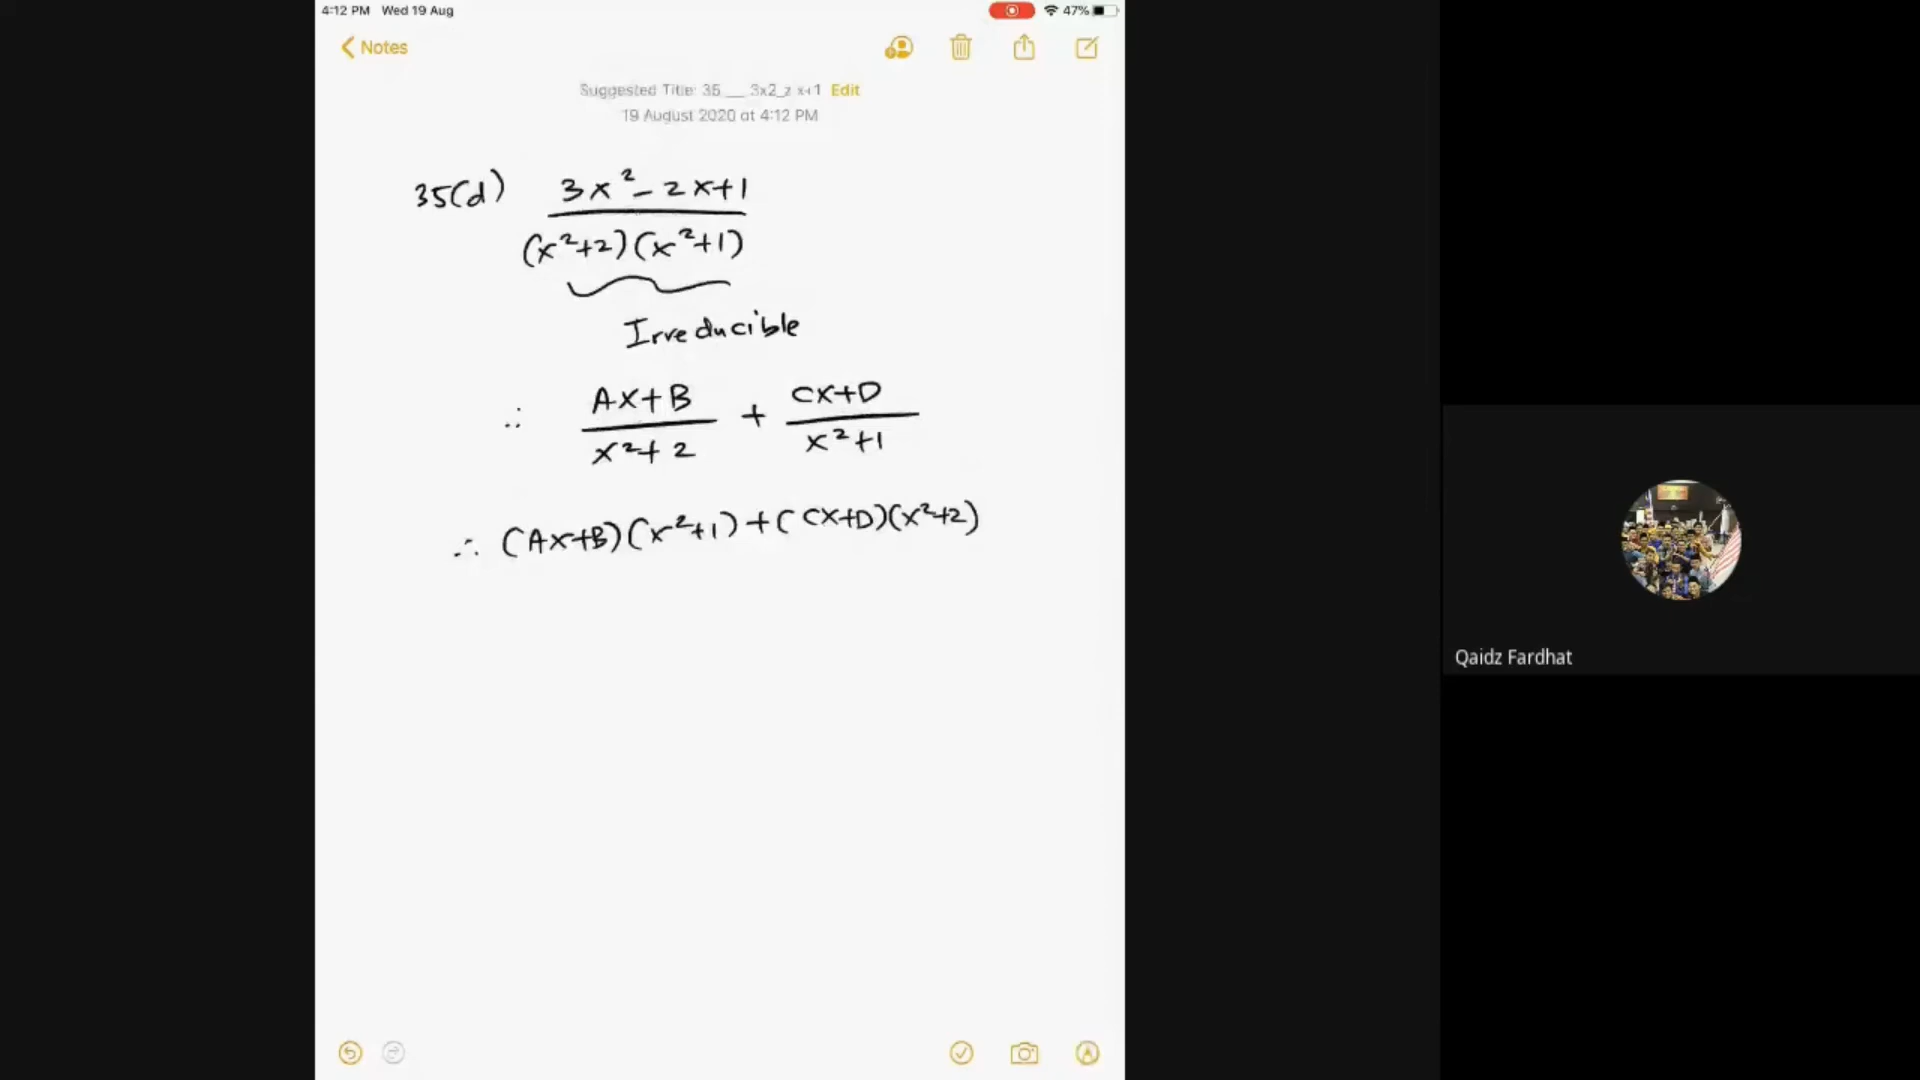 4:12 PM Wed 19 Aug 47%
Notes
Suggested Title: 35 __ 3x2_z x+1 Edit
19 August 2020 at 4:12 PM
35(d) 3x²-2x+1
(x²+2)(x²+1)
Irreducible
∴ Ax+B / x²+2 + Cx+D / x²+1
∴ (Ax+B)(x²+1)+(Cx+D)(x²+2)
Qaidz Fardhat